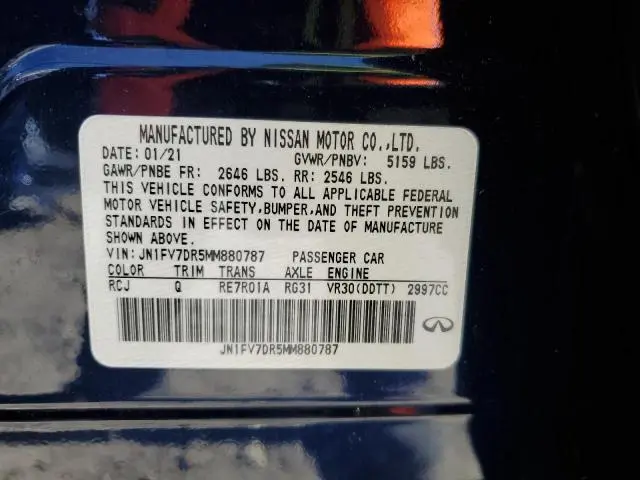 MANUFACTURED BY NISSAN MOTOR CO.,LTD.
DATE: 01/21 GVWR/PNBV: 5159 LBS.
GAWR/PNBE FR: 2646 LBS. RR: 2546 LBS.
THIS VEHICLE CONFORMS TO ALL APPLICABLE FEDERAL
MOTOR VEHICLE SAFETY,BUMPER,AND THEFT PREVENTION
STANDARDS IN EFFECT ON THE DATE OF MANUFACTURE
SHOWN ABOVE.
VIN:JN1FV7DR5MM880787 PASSENGER CAR
COLOR TRIM TRANS AXLE ENGINE
RCJ Q RE7R01A RG31 VR30(DDTT) 2997CC
JN1FV7DR5MM880787